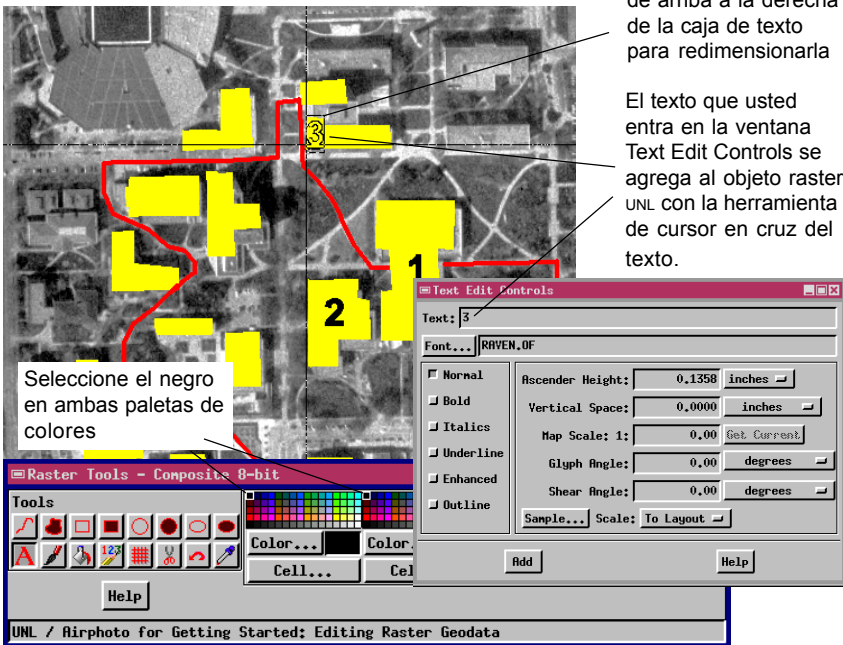 de arriba a la derecha
de la caja de texto
para redimensionarla
El texto que usted
entra en la ventana
Text Edit Controls se
agrega al objeto raster
UNL con la herramienta
de cursor en cruz del
texto.
3
1
2
Seleccione el negro
en ambas paletas de
colores
Text Edit Controls
Text: 3
Font... RAVEN.OF
Normal
Bold
Italics
Underline
Enhanced
Outline
Ascender Height: 0.1358 inches
Vertical Space: 0.0000 inches
Map Scale: 1: 0.00 Get Current
Glyph Angle: 0.00 degrees
Shear Angle: 0.00 degrees
Sample... Scale: To Layout
Add Help
Raster Tools - Composite 8-bit
Tools
A 123
Color... Color.
Cell... Cel
Help
UNL / Airphoto for Getting Started: Editing Raster Geodata